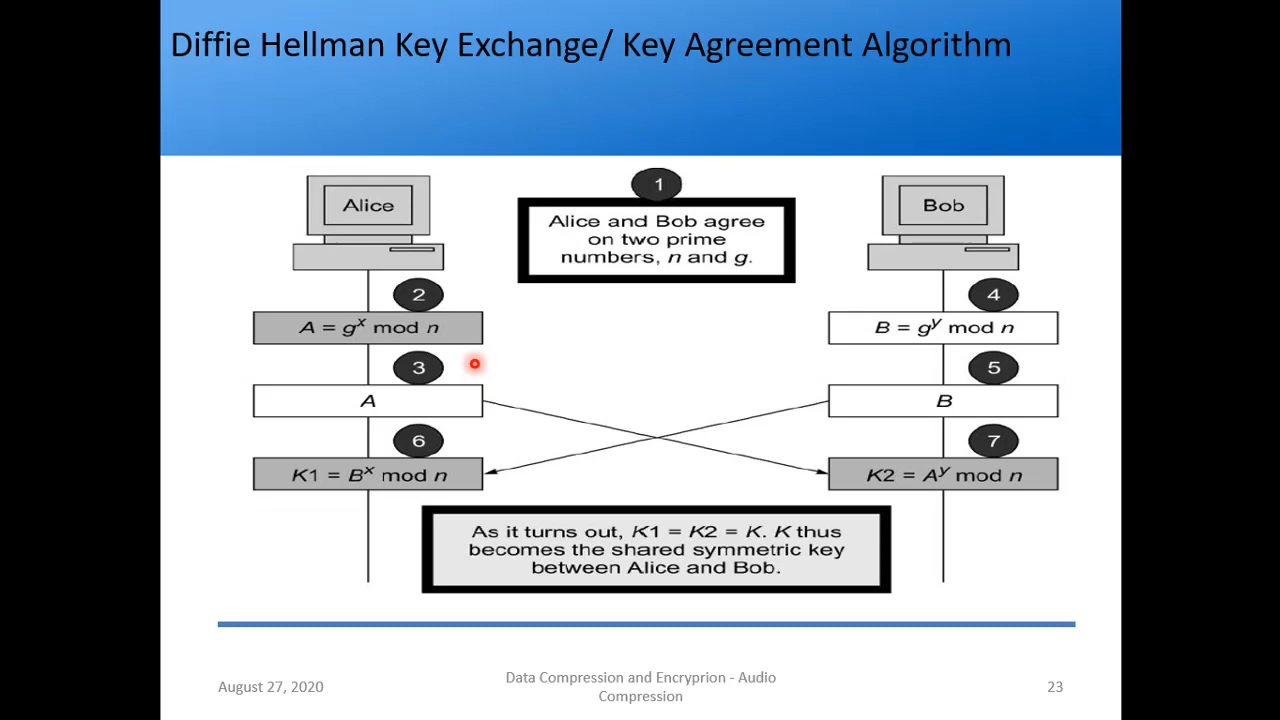 Diffie Hellman Key Exchange/ Key Agreement Algorithm
Alice
1
Bob
Alice and Bob agree
on two prime
numbers, n and g.
2
4
A = g^x mod n
B = g^y mod n
3
5
A
B
6
7
K1 = B^x mod n
K2 = A^y mod n
As it turns out, K1 = K2 = K. K thus
becomes the shared symmetric key
between Alice and Bob.
August 27, 2020
Data Compression and Encryprion - Audio
Compression
23